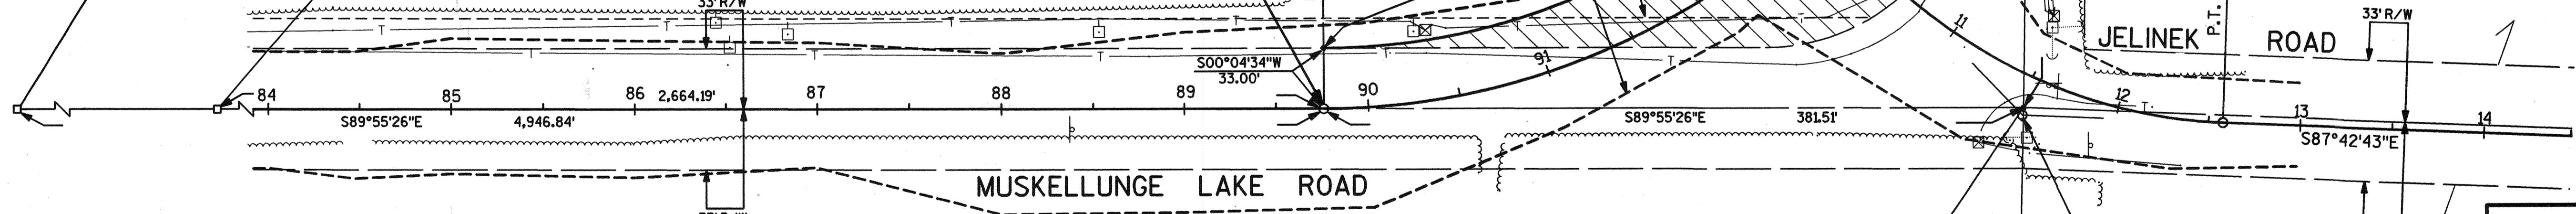 33' R/W
T T T T
T T T T T
84 85 86 2,664.19' 87 88 89 90 91
S00°04'34"W
33.00'
S89°55'26"E 4,946.84'
S89°55'26"E 381.51'
11 12 13 14
T T
JELINEK ROAD
P.T.
33' R/W
S87°42'43"E
MUSKELLUNGE LAKE ROAD